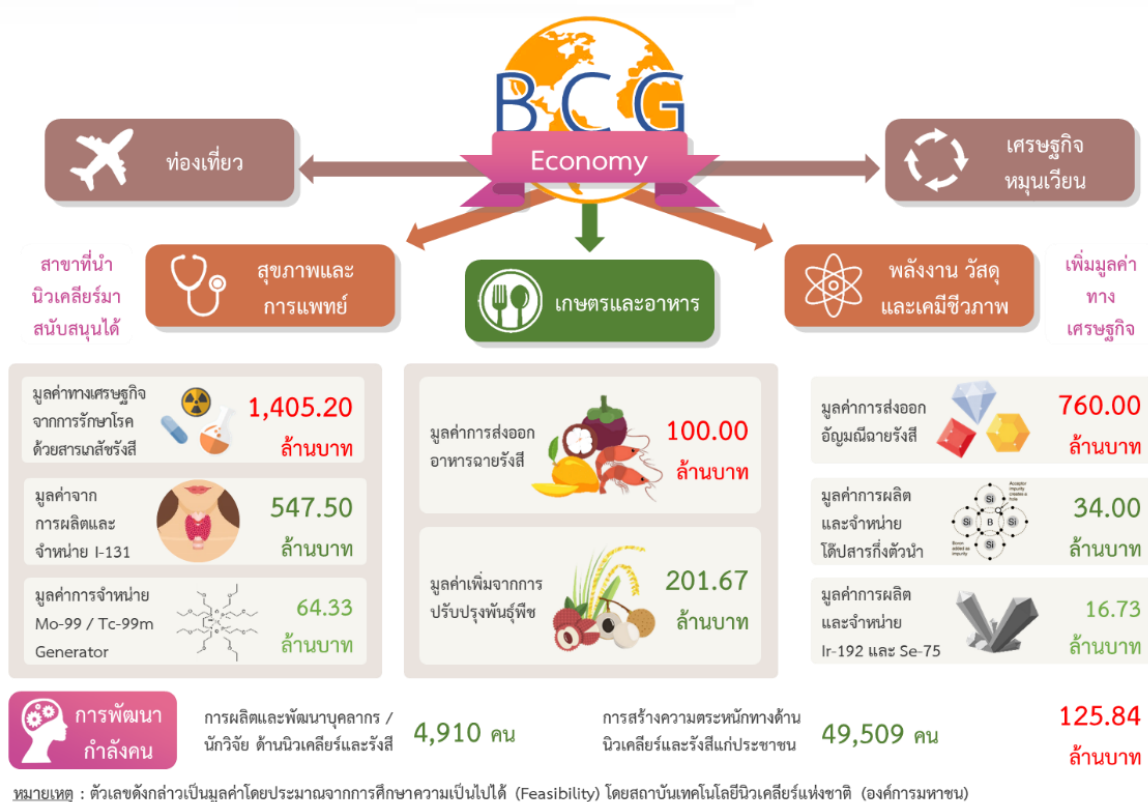 BCG
Economy
ท่องเที่ยว
เศรษฐกิจ
หมุนเวียน
สาขาที่นำ
นิวเคลียร์มา
สนับสนุนได้
สุขภาพและ
การแพทย์
เกษตรและอาหาร
พลังงาน วัสดุ
และเคมีชีวภาพ
เพิ่มมูลค่า
ทาง
เศรษฐกิจ
มูลค่าทางเศรษฐกิจ
จากการรักษาโรค
ด้วยสารเภสัชรังสี
1,405.20
ล้านบาท
มูลค่าจาก
การผลิตและ
จำหน่าย I-131
547.50
ล้านบาท
มูลค่าการจำหน่าย
Mo-99 / Tc-99m
Generator
64.33
ล้านบาท
มูลค่าการส่งออก
อาหารฉายรังสี
100.00
ล้านบาท
มูลค่าเพิ่มจากการ
ปรับปรุงพันธุ์พืช
201.67
ล้านบาท
มูลค่าการส่งออก
อัญมณีฉายรังสี
760.00
ล้านบาท
มูลค่าการผลิต
และจำหน่าย
โด๊ปสารกึ่งตัวนำ
Acceptor
impurity
creates a
hole
Si
Si
B
Si
Si
Boron
added as
impurity
34.00
ล้านบาท
มูลค่าการผลิต
และจำหน่าย
Ir-192 และ Se-75
16.73
ล้านบาท
การพัฒนา
กำลังคน
การผลิตและพัฒนาบุคลากร /
นักวิจัย ด้านนิวเคลียร์และรังสี
4,910 คน
การสร้างความตระหนักทางด้าน
นิวเคลียร์และรังสีแก่ประชาชน
49,509 คน
125.84
ล้านบาท
หมายเหตุ : ตัวเลขดังกล่าวเป็นมูลค่าโดยประมาณจากการศึกษาความเป็นไปได้ (Feasibility) โดยสถาบันเทคโนโลยีนิวเคลียร์แห่งชาติ (องค์การมหาชน)